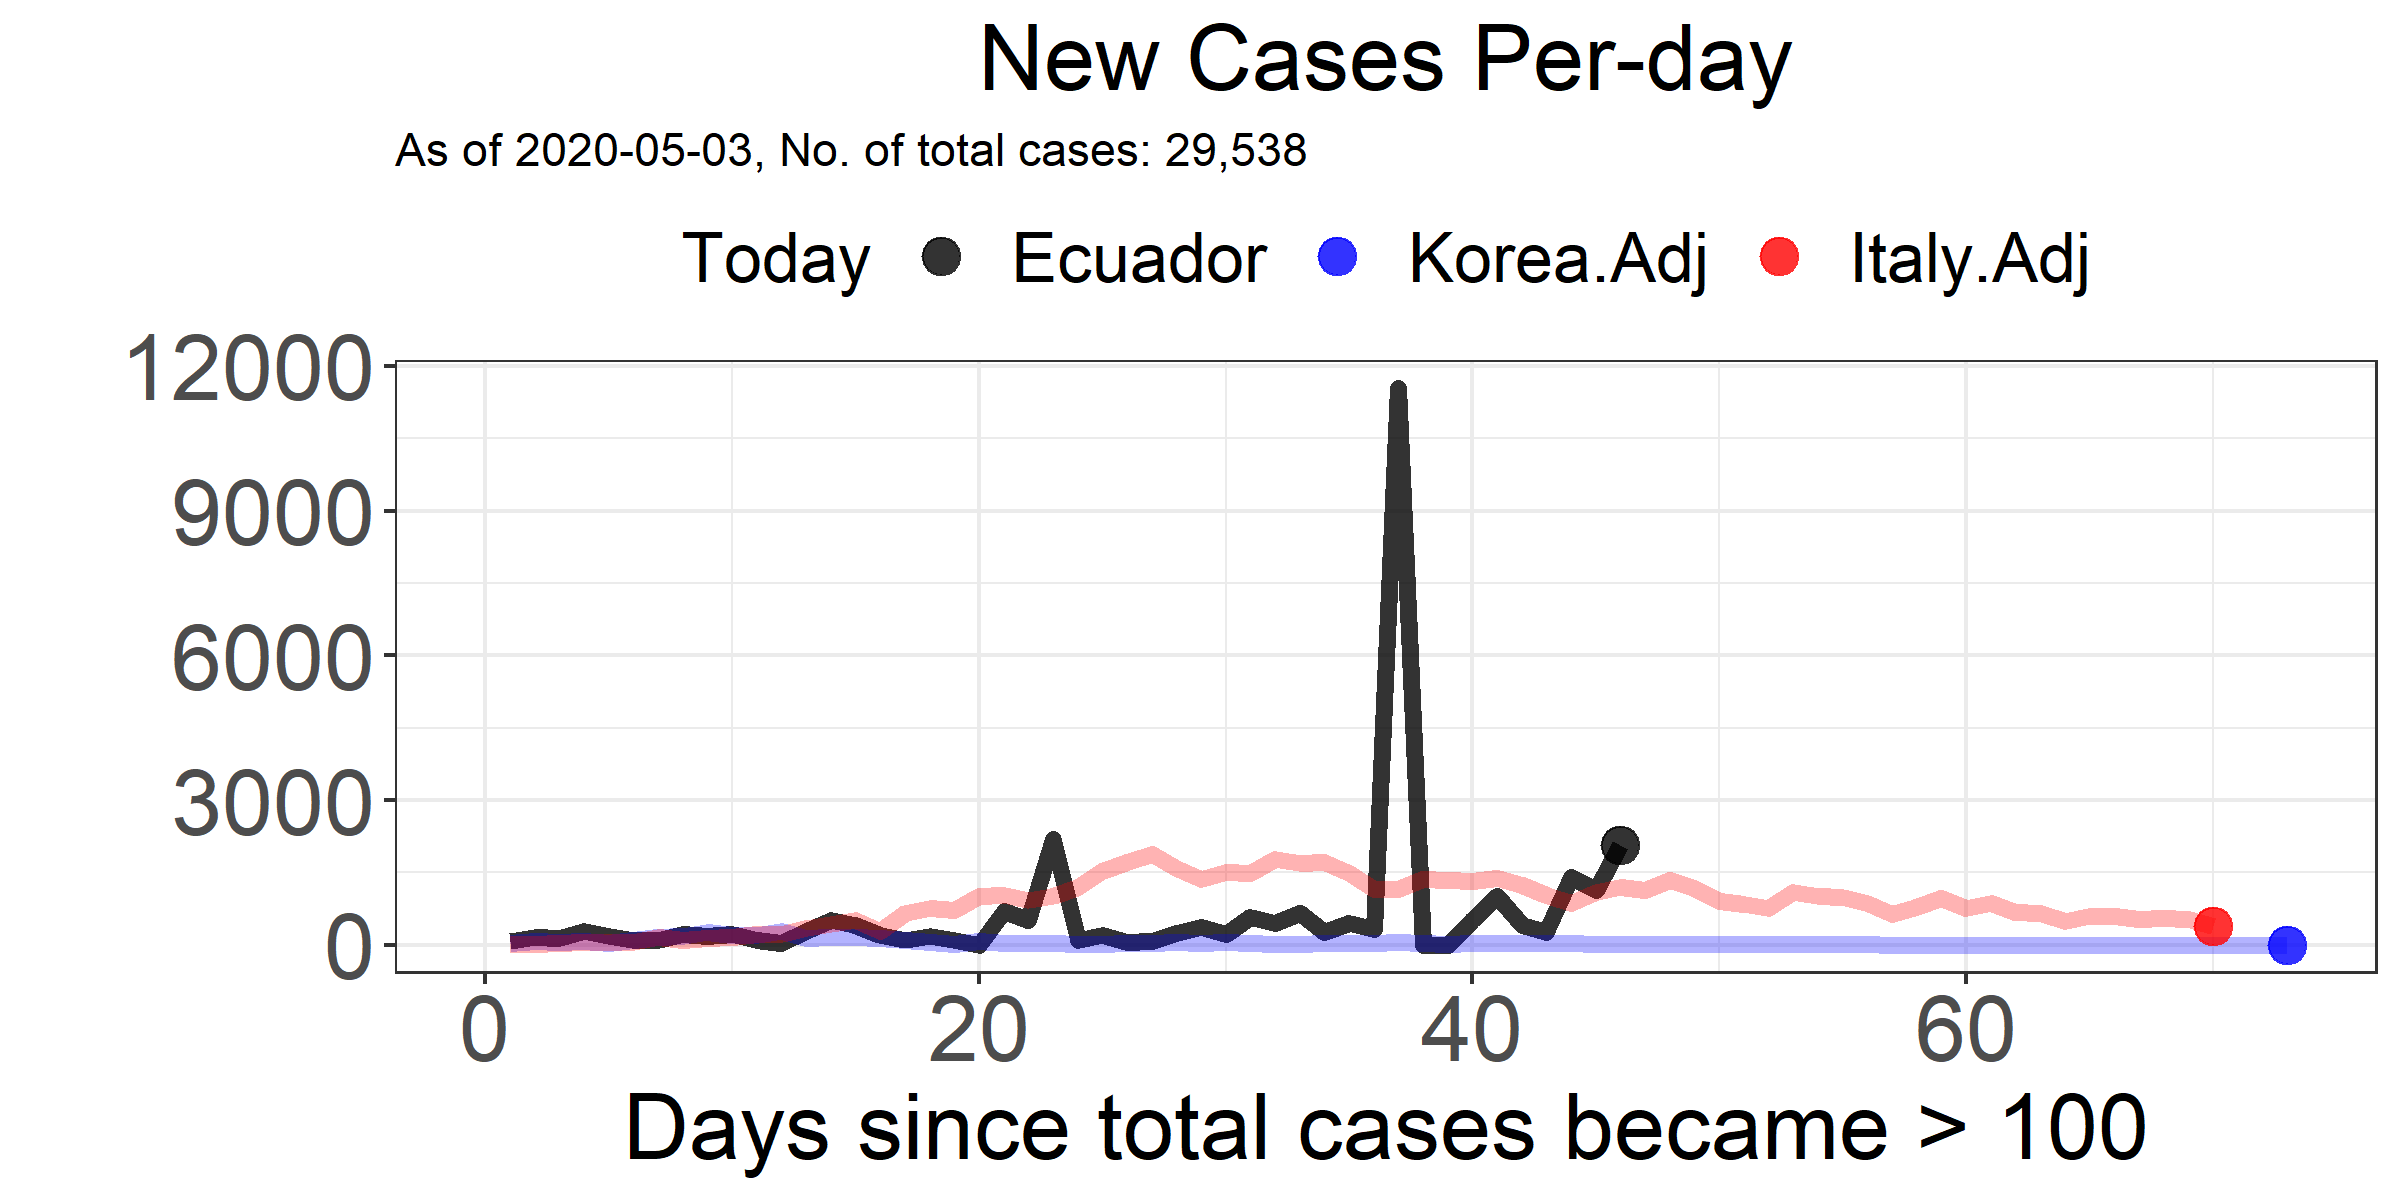 New Cases Per-day
As of 2020-05-03, No. of total cases: 29,538
Today Ecuador Korea.Adj Italy.Adj
12000
9000
6000
3000
0
0 20 40 60
Days since total cases became > 100